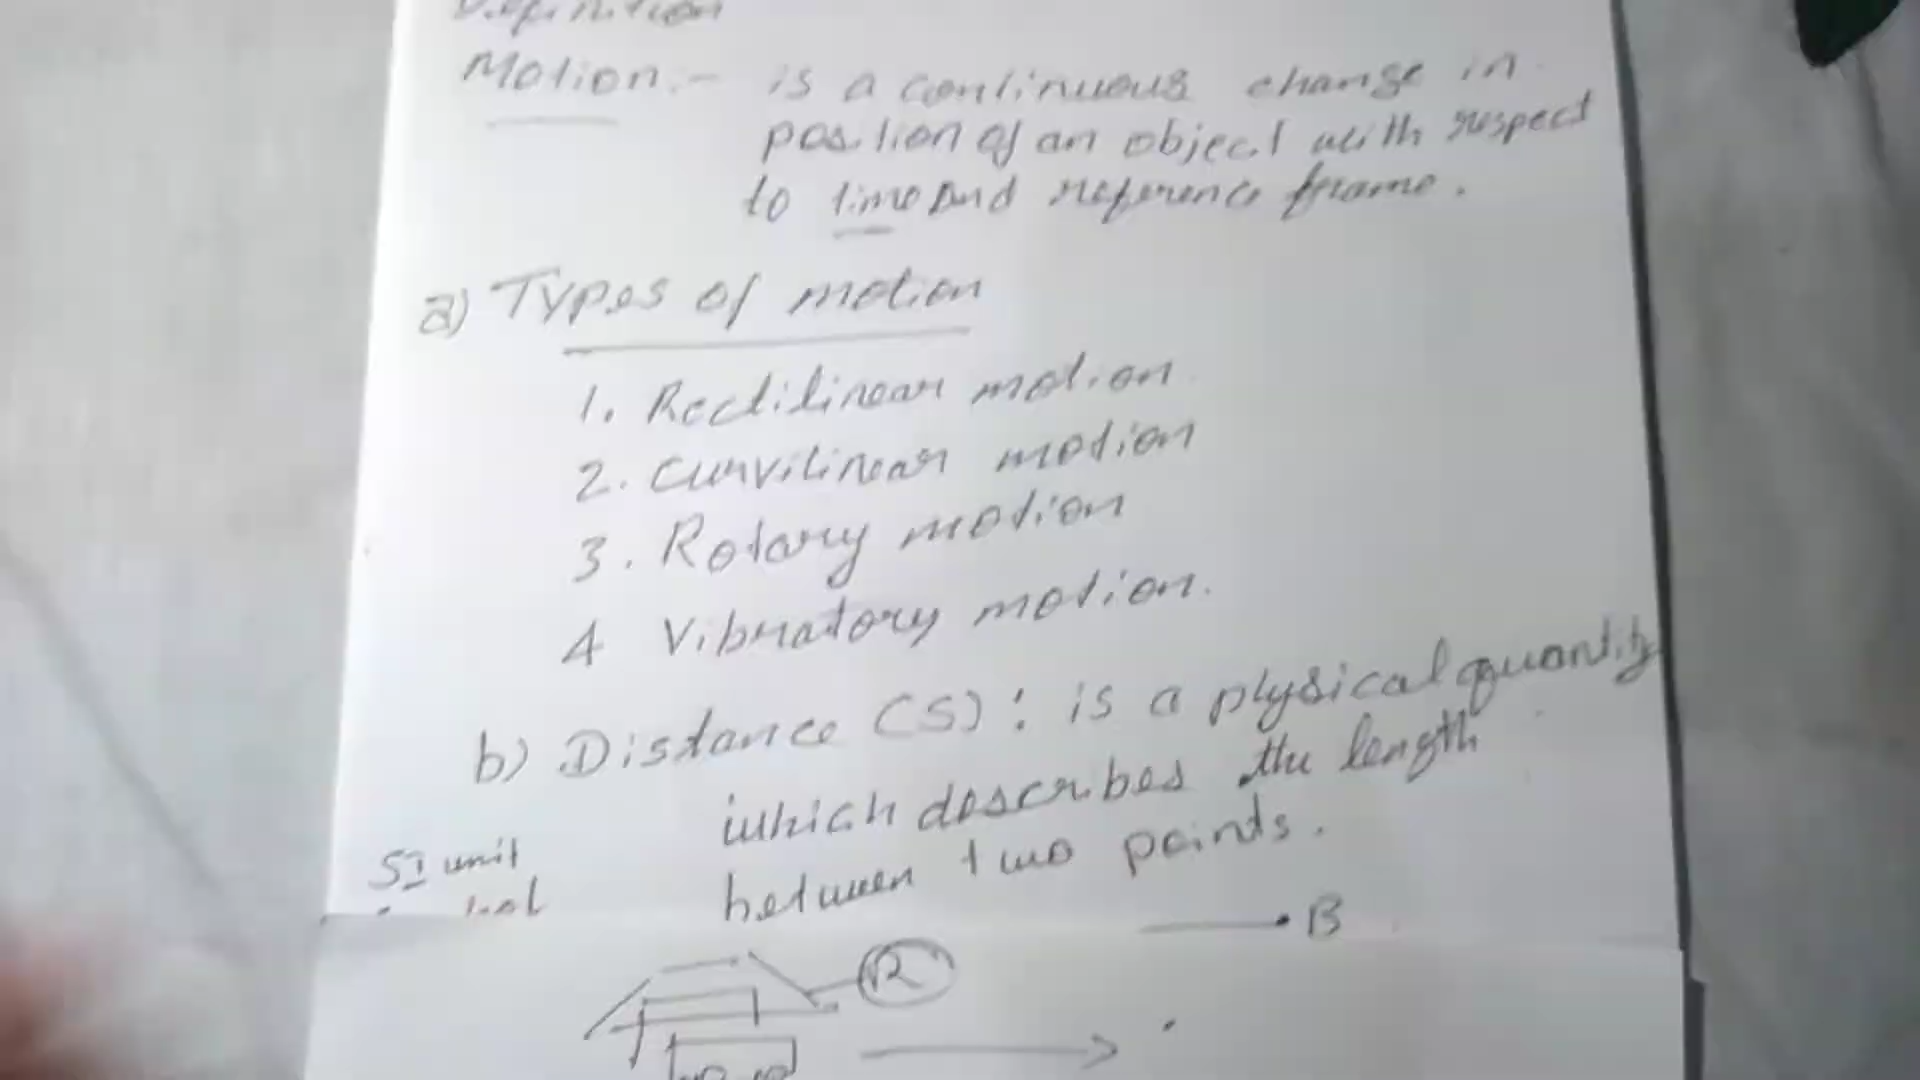 Definition
Motion:- is a continuous change in
position of an object with respect
to time and reference frame.
a) Types of motion
1. Rectilinear motion
2. Curvilinear motion
3. Rotary motion
4 Vibratory motion.
b) Distance (S): is a plysical quantity
which describes the length
between two points.
SI unit
B
R